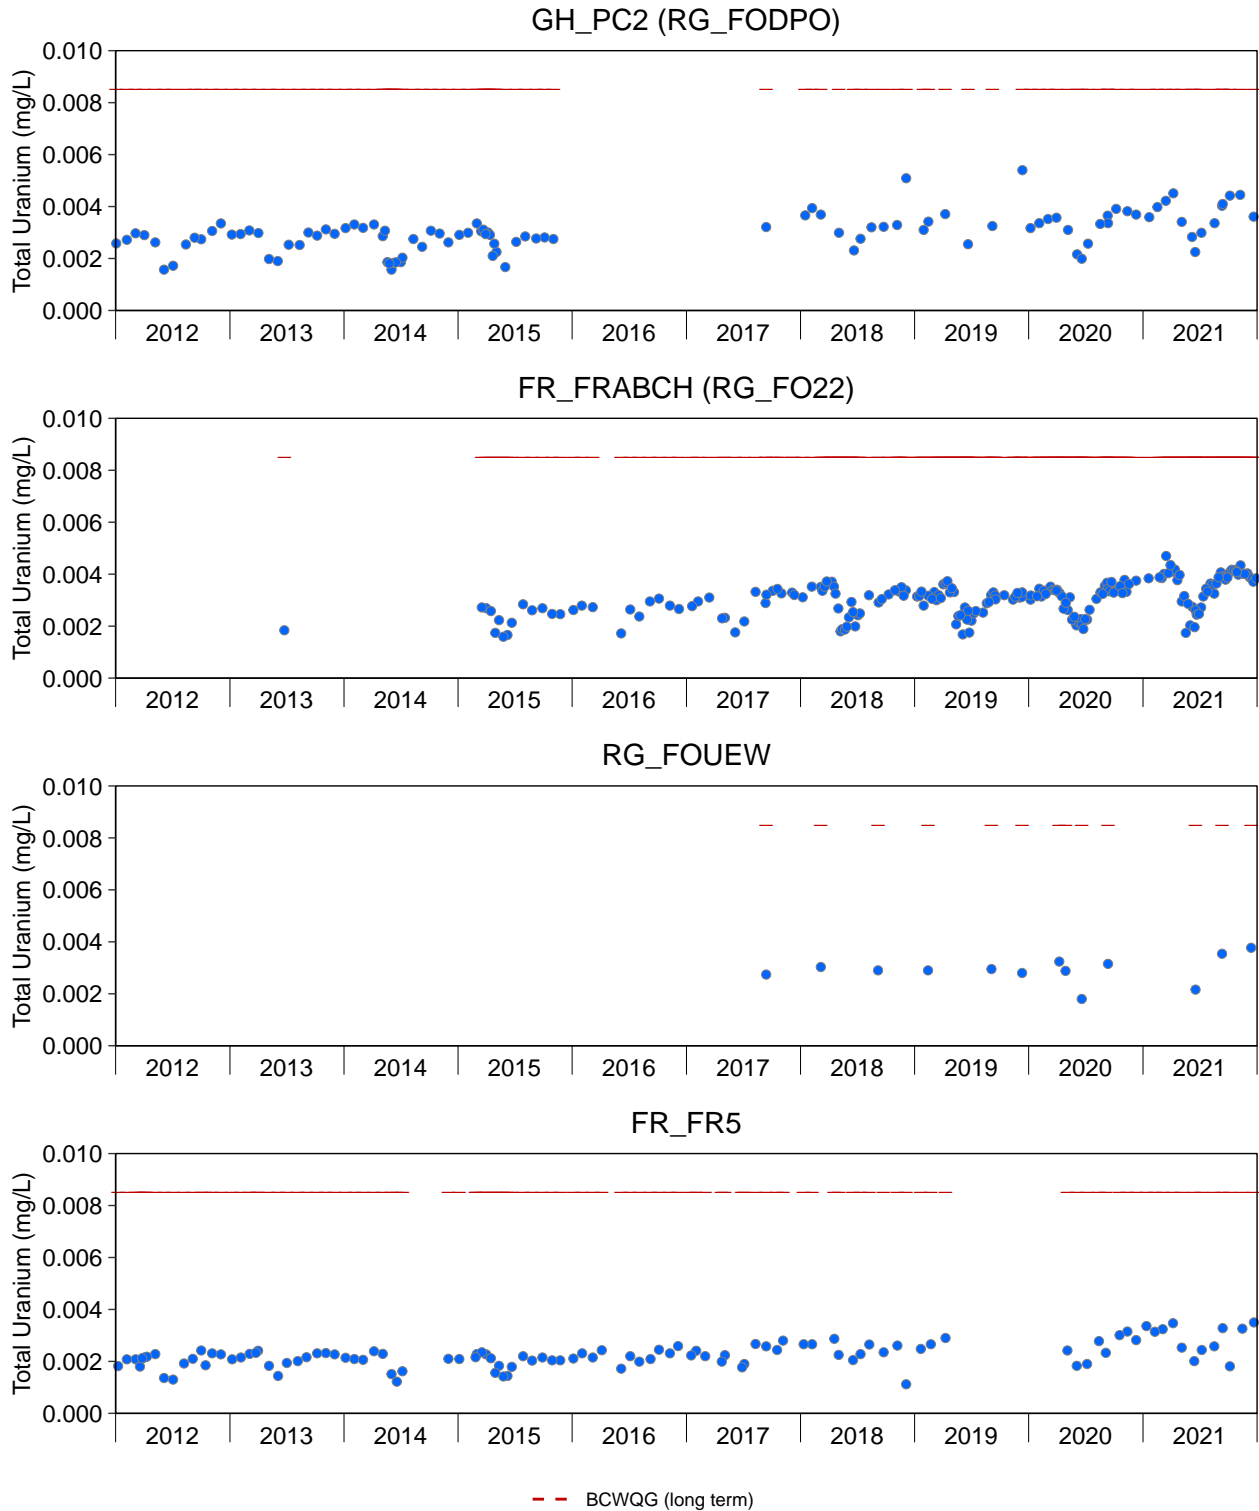 GH_PC2 (RG_FODPO)
Total Uranium (mg/L)
0.010
0.008
0.006
0.004
0.002
0.000
2012 2013 2014 2015 2016 2017 2018 2019 2020 2021
FR_FRABCH (RG_FO22)
Total Uranium (mg/L)
0.010
0.008
0.006
0.004
0.002
0.000
2012 2013 2014 2015 2016 2017 2018 2019 2020 2021
RG_FOUEW
Total Uranium (mg/L)
0.010
0.008
0.006
0.004
0.002
0.000
2012 2013 2014 2015 2016 2017 2018 2019 2020 2021
FR_FR5
Total Uranium (mg/L)
0.010
0.008
0.006
0.004
0.002
0.000
2012 2013 2014 2015 2016 2017 2018 2019 2020 2021
BCWQG (long term)